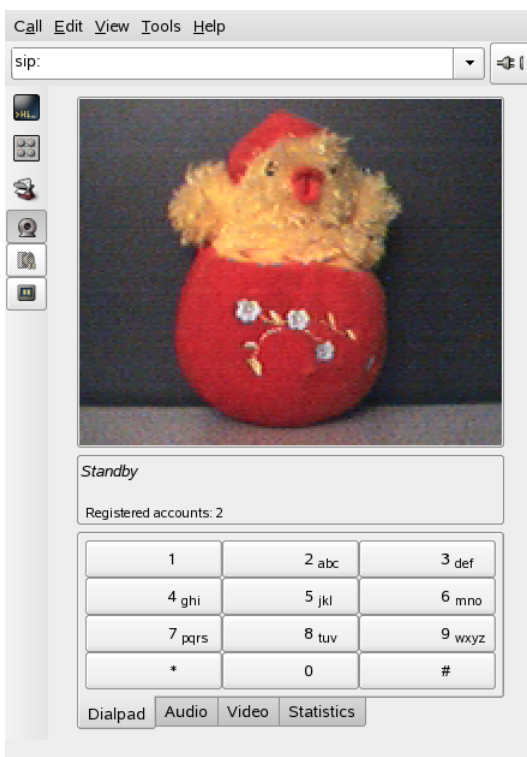 Call Edit View Tools Help
sip:
>Hi_
Standby
Registered accounts: 2
1 2 abc 3 def
4 ghi 5 jkl 6 mno
7 pqrs 8 tuv 9 wxyz
* 0 #
Dialpad Audio Video Statistics